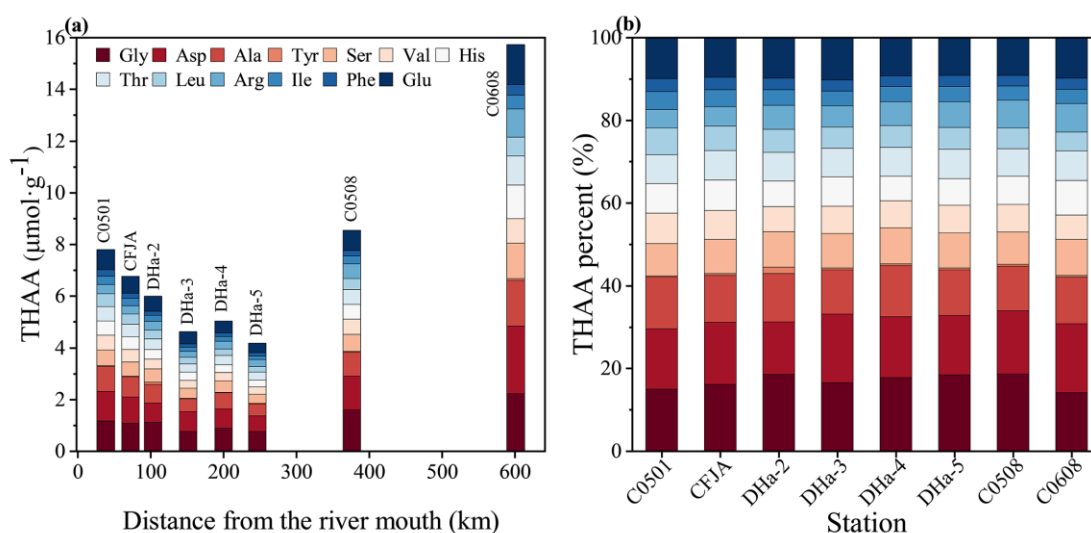 (a)
Gly Asp Ala Tyr Ser Val His
Thr Leu Arg Ile Phe Glu
C0501
CFJA
DHa-2
DHa-3
DHa-4
DHa-5
C0508
C0608
16
14
12
10
8
6
4
2
0
THAA (μmol·g⁻¹)
0 100 200 300 400 500 600
Distance from the river mouth (km)
(b)
100
80
60
40
20
0
THAA percent (%)
C0501 CFJA DHa-2 DHa-3 DHa-4 DHa-5 C0508 C0608
Station